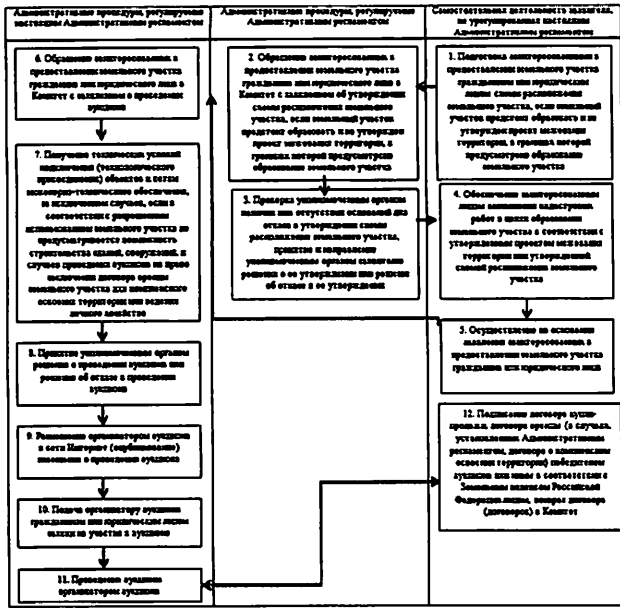 Административные процедуры, регулируемые
настоящим Административным регламентом
Административные процедуры, регулируемые
Административным регламентом
Самостоятельная деятельность заявителя,
не урегулированная настоящим
Административным регламентом
6. Обращение заинтересованных в
предоставлении земельного участка
гражданина или юридического лица в
Комитет с заявлением о проведении
аукциона
7. Получение технических условий
подключения (технологического
присоединения) объектов к сетям
инженерно-технического обеспечения,
за исключением случаев, если в
соответствии с разрешенным
использованием земельного участка не
предусматривается возможность
строительства зданий, сооружений, и
случаев проведения аукциона на право
заключения договора аренды
земельного участка для комплексного
освоения территории или ведения
личного хозяйства
8. Принятие уполномоченным органом
решения о проведении аукциона или
решения об отказе в проведении
аукциона
9. Размещение организатором аукциона
в сети Интернет (опубликование)
извещения о проведении аукциона
10. Подача организатору аукциона
гражданином или юридическим лицом
заявки на участие в аукционе
11. Проведение аукциона
организатором аукциона
2. Обращение заинтересованных в
предоставлении земельного участка
гражданина или юридического лица в
Комитет с заявлением об утверждении
схемы расположения земельного
участка, если земельный участок
предстоит образовать и не утвержден
проект межевания территории, в
границах которой предусмотрено
образование земельного участка
3. Проверка уполномоченным органом
наличия или отсутствия оснований для
отказа в утверждении схемы
расположения земельного участка,
принятие и направление
уполномоченным органом заявителю
решения о ее утверждении или решения
об отказе в ее утверждении
1. Подготовка заинтересованными в
предоставлении земельного участка
гражданином или юридическим
лицом схемы расположения
земельного участка, если земельный
участок предстоит образовать и не
утвержден проект межевания
территории, в границах которой
предусмотрено образование
земельного участка
4. Обеспечение заинтересованным
лицом выполнения кадастровых
работ в целях образования
земельного участка в соответствии с
утвержденным проектом межевания
территории или утвержденной
схемой расположения земельного
участка
5. Осуществление на основании
заявления заинтересованных в
предоставлении земельного участка
гражданина или юридического лица
12. Подписание договора купли-
продажи, договора аренды (в случаях,
установленных Административным
регламентом, договора о комплексном
освоении территории) победителем
аукциона или иным в соответствии с
Земельным кодексом Российской
Федерации лицом, возврат договора
(договоров) в Комитет